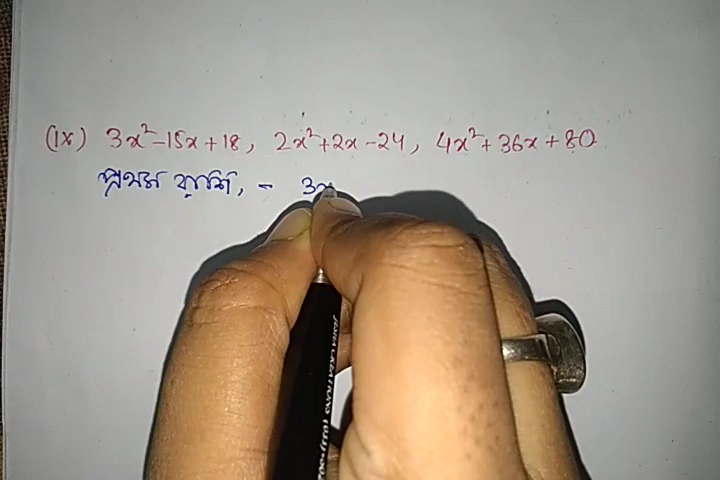 (ix) 3x²-15x+18, 2x²+2x-24, 4x²+36x+80
প্রথম রাশি, - 3x